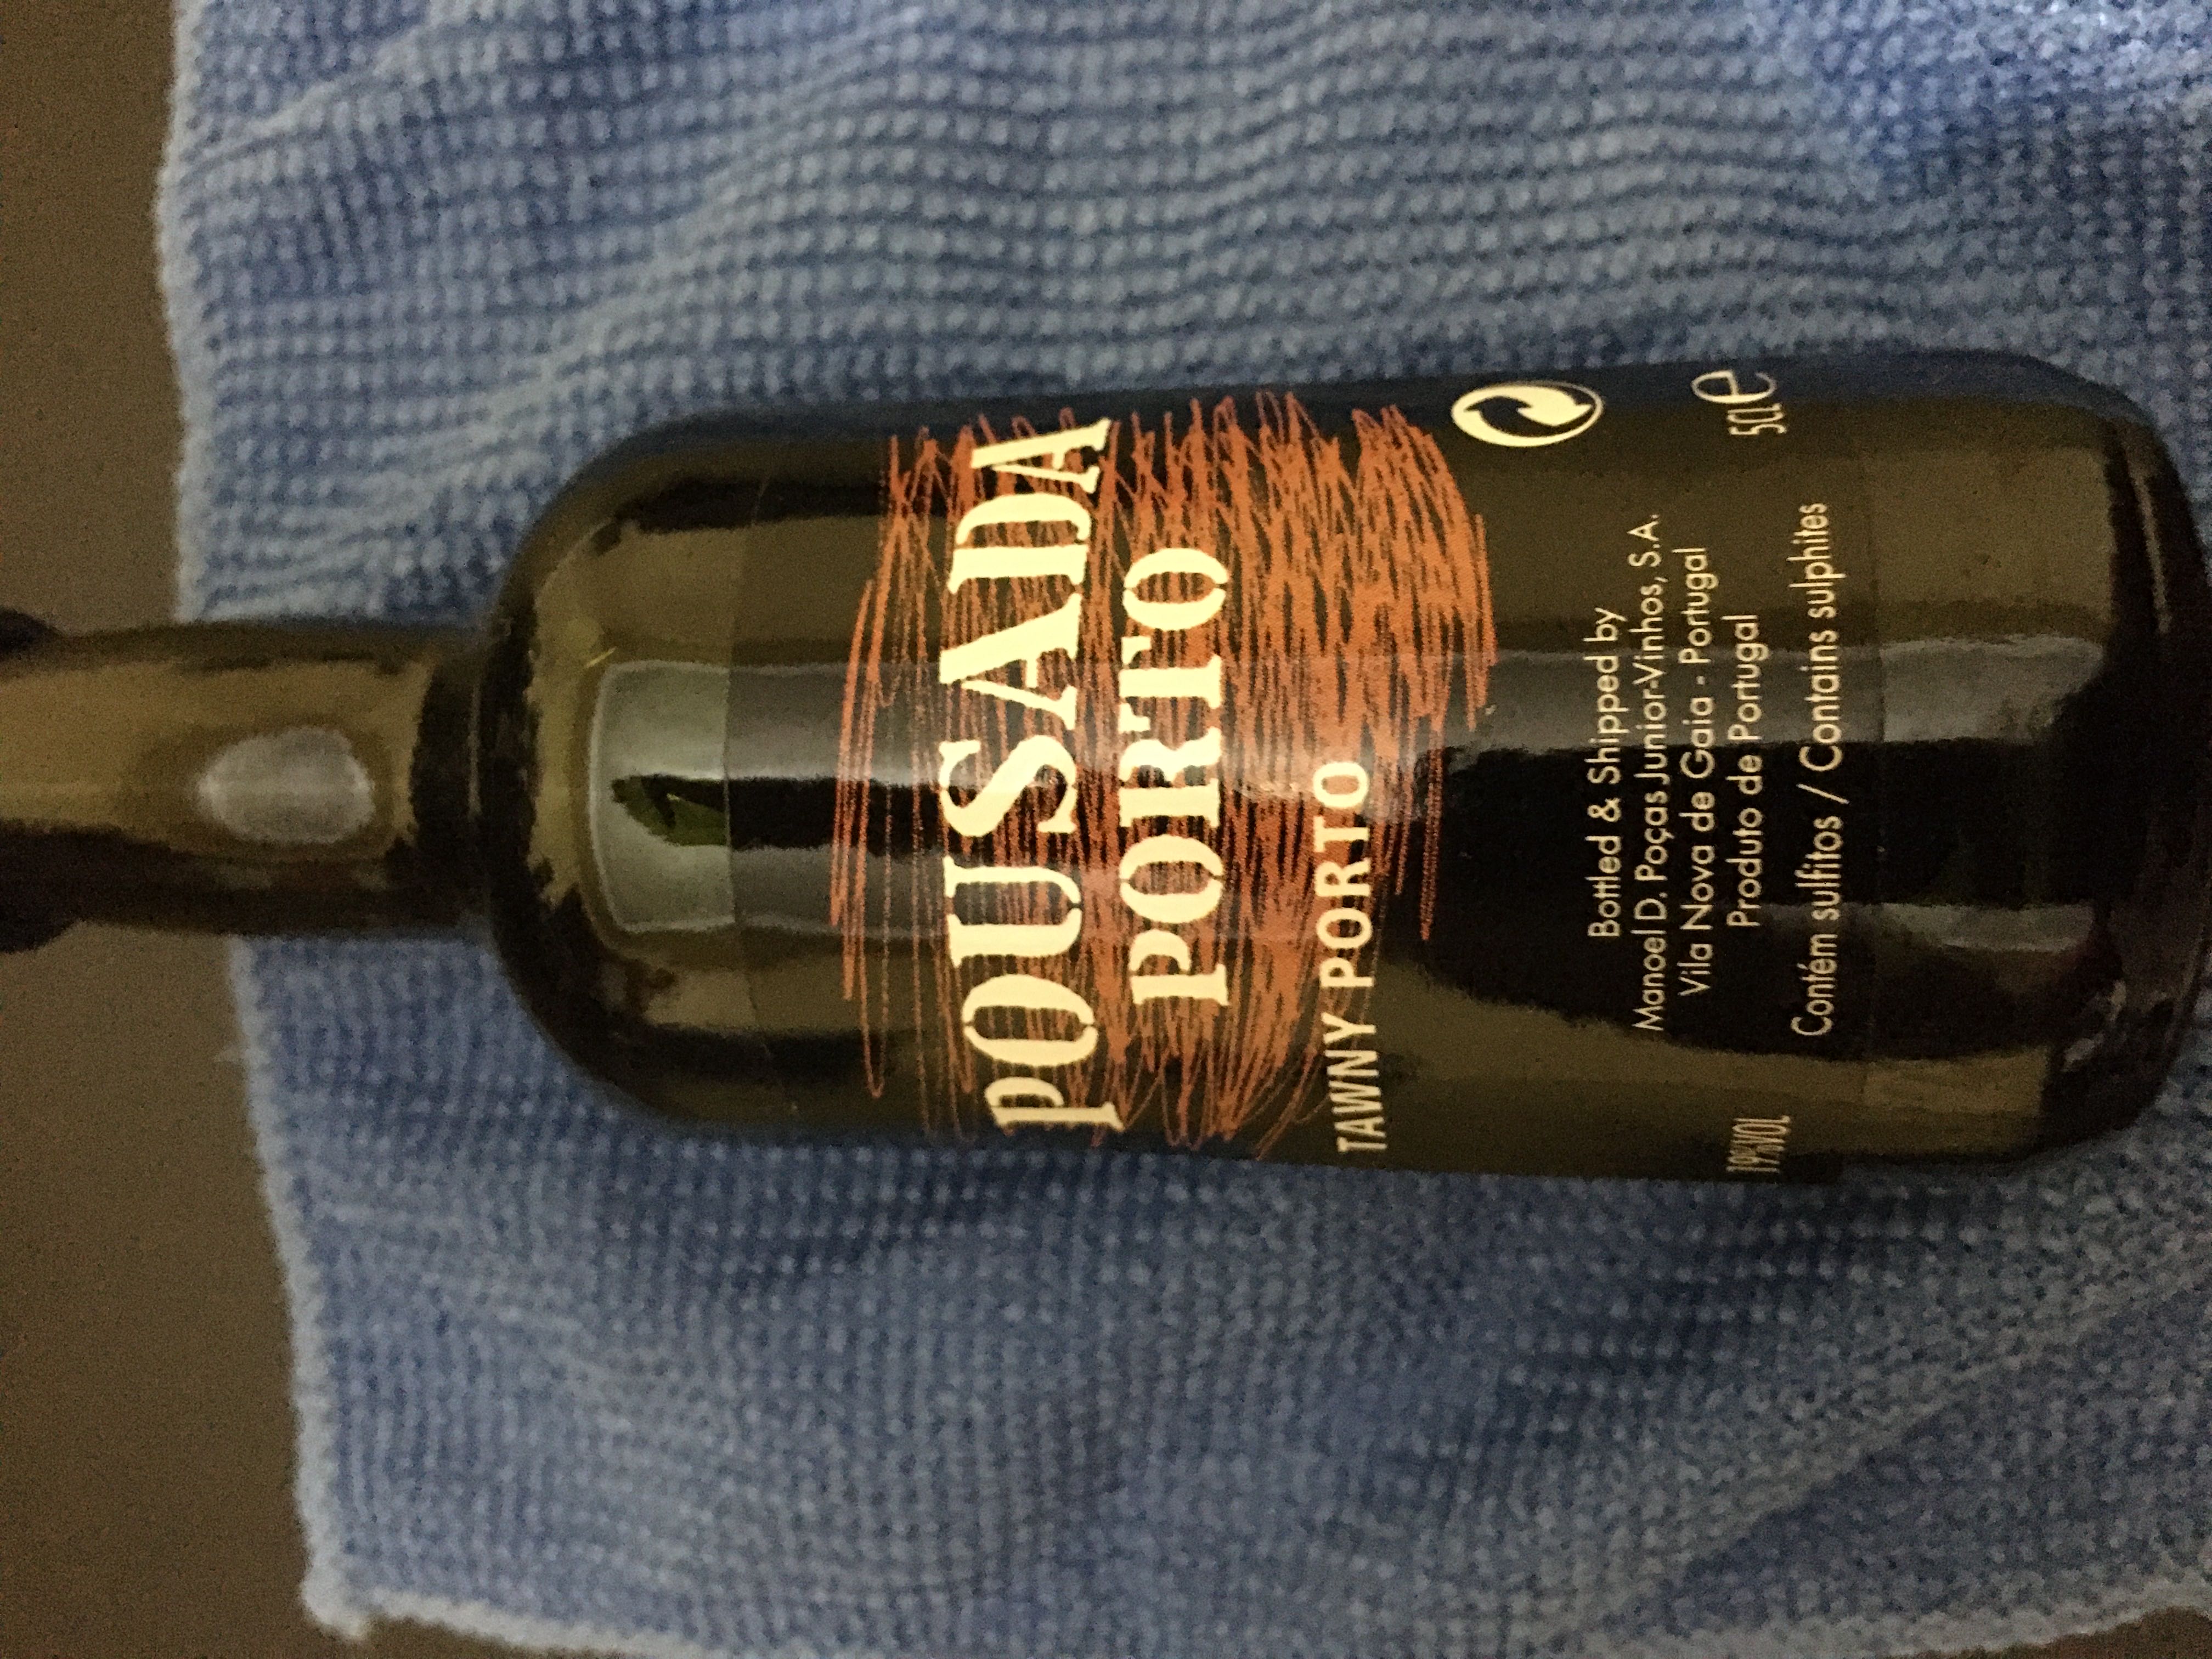 POUSADA
PORTO
TAWNY PORTO
Bottled & Shipped by
Manoel D. Poças Junior-Vinhos, S.A.
Vila Nova de Gaia - Portugal
Produto de Portugal
19%VOL
5CL e
Contém sulfitos / Contains sulphites